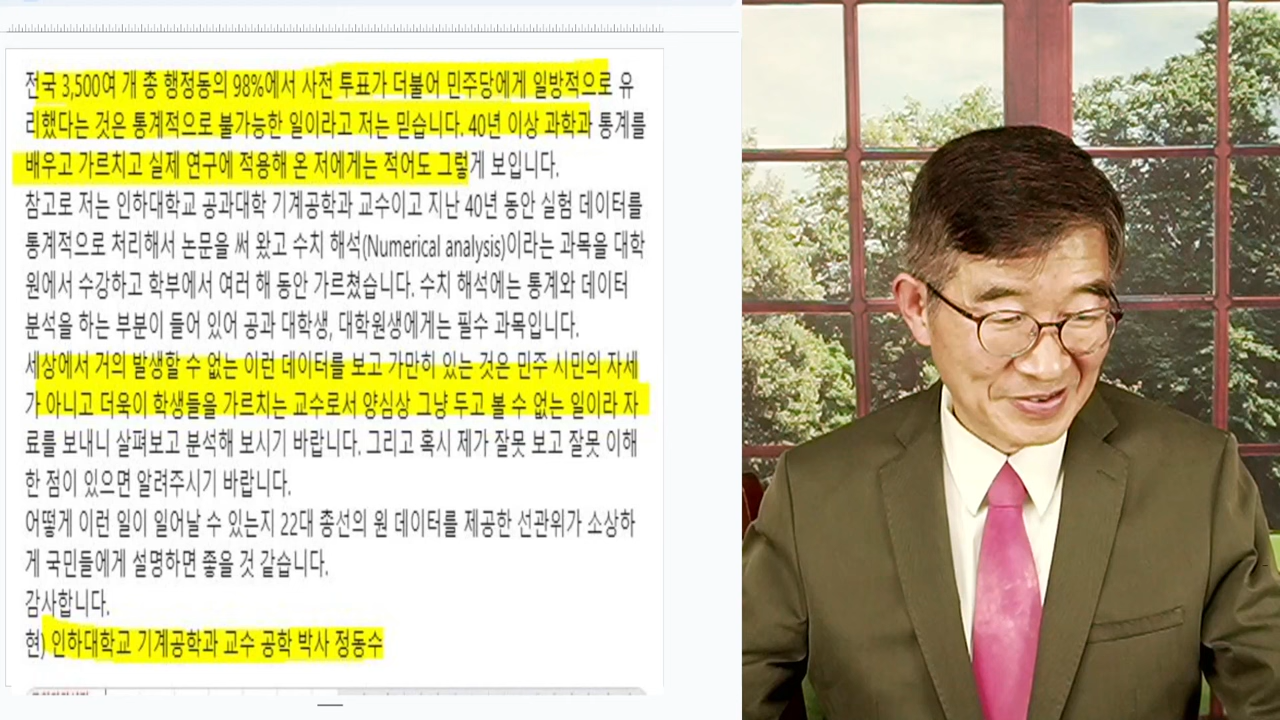 전국 3,500여 개 총 행정동의 98%에서 사전 투표가 더불어 민주당에게 일방적으로 유
리했다는 것은 통계적으로 불가능한 일이라고 저는 믿습니다. 40년 이상 과학과 통계를
배우고 가르치고 실제 연구에 적용해 온 저에게는 적어도 그렇게 보입니다.
참고로 저는 인하대학교 공과대학 기계공학과 교수이고 지난 40년 동안 실험 데이터를
통계적으로 처리해서 논문을 써 왔고 수치 해석(Numerical analysis)이라는 과목을 대학
원에서 수강하고 학부에서 여러 해 동안 가르쳤습니다. 수치 해석에는 통계와 데이터
분석을 하는 부분이 들어 있어 공과 대학생, 대학원생에게는 필수 과목입니다.
세상에서 거의 발생할 수 없는 이런 데이터를 보고 가만히 있는 것은 민주 시민의 자세
가 아니고 더욱이 학생들을 가르치는 교수로서 양심상 그냥 두고 볼 수 없는 일이라 자
료를 보내니 살펴보고 분석해 보시기 바랍니다. 그리고 혹시 제가 잘못 보고 잘못 이해
한 점이 있으면 알려주시기 바랍니다.
어떻게 이런 일이 일어날 수 있는지 22대 총선의 원 데이터를 제공한 선관위가 소상하
게 국민들에게 설명하면 좋을 것 같습니다.
감사합니다.
현) 인하대학교 기계공학과 교수 공학 박사 정동수